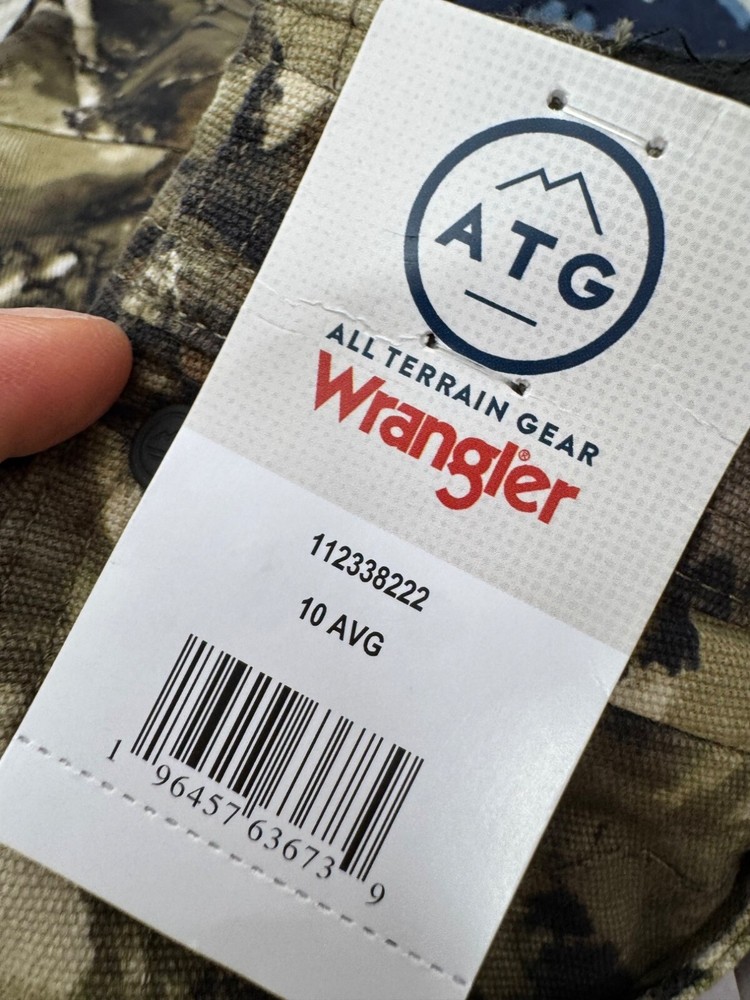 ATG
ALL TERRAIN GEAR
Wrangler®
112338222
10 AVG
1 96457 63673 9